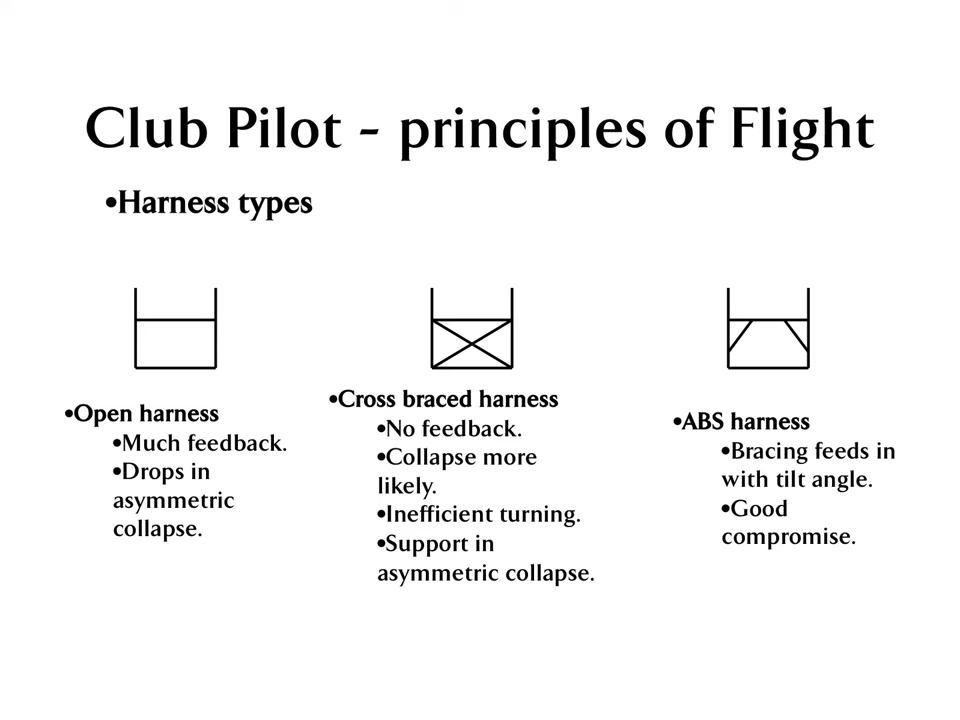 Club Pilot - principles of Flight
•Harness types
•Open harness
•Much feedback.
•Drops in
asymmetric
collapse.
•Cross braced harness
•No feedback.
•Collapse more
likely.
•Inefficient turning.
•Support in
asymmetric collapse.
•ABS harness
•Bracing feeds in
with tilt angle.
•Good
compromise.